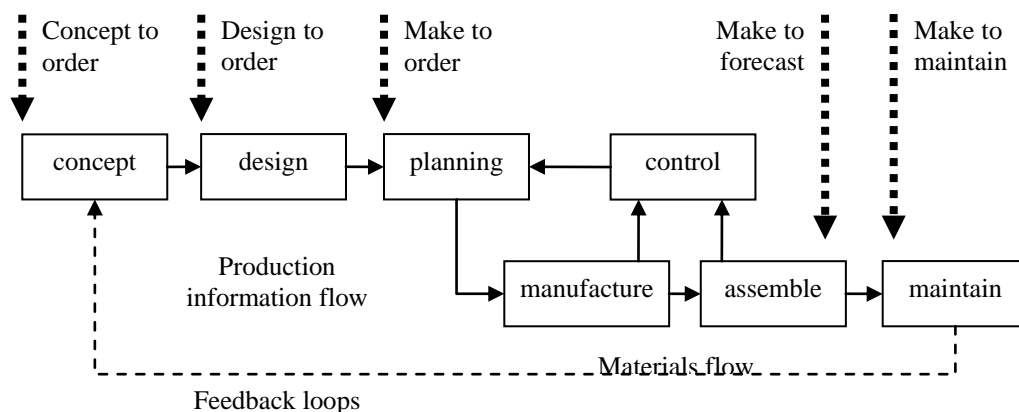 Concept to
order
Design to
order
Make to
order
Make to
forecast
Make to
maintain
concept
design
planning
control
Production
information flow
manufacture
assemble
maintain
Materials flow
Feedback loops